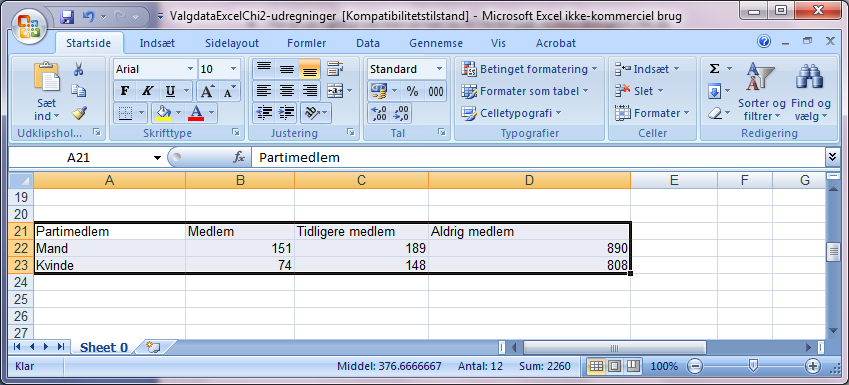 ValgdataExcelChi2-udregninger [Kompatibilitetstilstand] - Microsoft Excel ikke-kommerciel brug
Startside Indsæt Sidelayout Formler Data Gennemse Vis Acrobat
Arial 10 Standard Betinget formatering Indsæt Σ
Formater som tabel Slet
Sæt ind F K U A A % 000 Celletypografi Formater Sorter og filtrer Find og vælg
Udklipshol... Skrifttype Justering Tal Typografier Celler Redigering
A21 fx Partimedlem
A B C D E F G
19
20
21 Partimedlem Medlem Tidligere medlem Aldrig medlem
22 Mand 151 189 890
23 Kvinde 74 148 808
24
25
26
27
Sheet 0
Klar Middel: 376.6666667 Antal: 12 Sum: 2260 100%